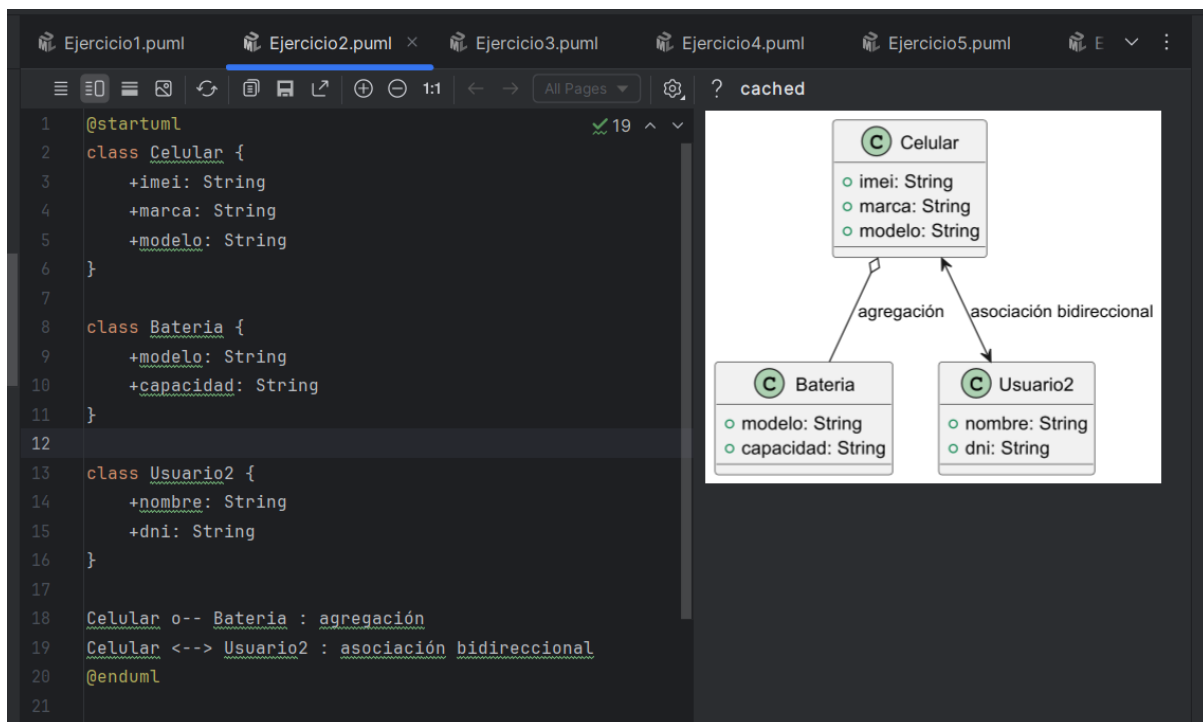 Ejercicio1.puml Ejercicio2.puml × Ejercicio3.puml Ejercicio4.puml Ejercicio5.puml E
1:1 All Pages ? cached
1 @startuml 19
2 class Celular {
3 +imei: String
4 +marca: String
5 +modelo: String
6 }
7
8 class Bateria {
9 +modelo: String
10 +capacidad: String
11 }
12
13 class Usuario2 {
14 +nombre: String
15 +dni: String
16 }
17
18 Celular o-- Bateria : agregación
19 Celular <--> Usuario2 : asociación bidireccional
20 @enduml
21
C Celular
imei: String
marca: String
modelo: String
agregación
asociación bidireccional
C Bateria
modelo: String
capacidad: String
C Usuario2
nombre: String
dni: String